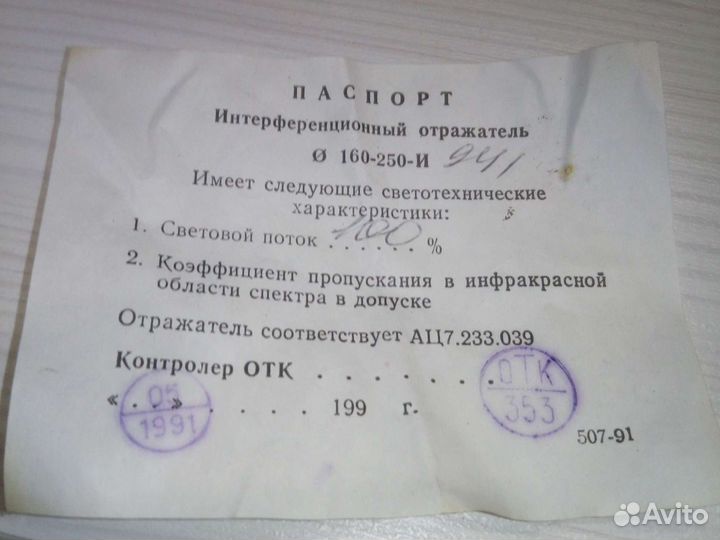 ПАСПОРТ
Интерференционный отражатель
Ø 160-250-И 941
Имеет следующие светотехнические
характеристики:
1. Световой поток 100 %
2. Коэффициент пропускания в инфракрасной
области спектра в допуске
Отражатель соответствует АЦ7.233.039
Контролер ОТК . . . . . . .
ОТК
353
« . . » . . . . 199 г.
05
1991
507-91
Avito